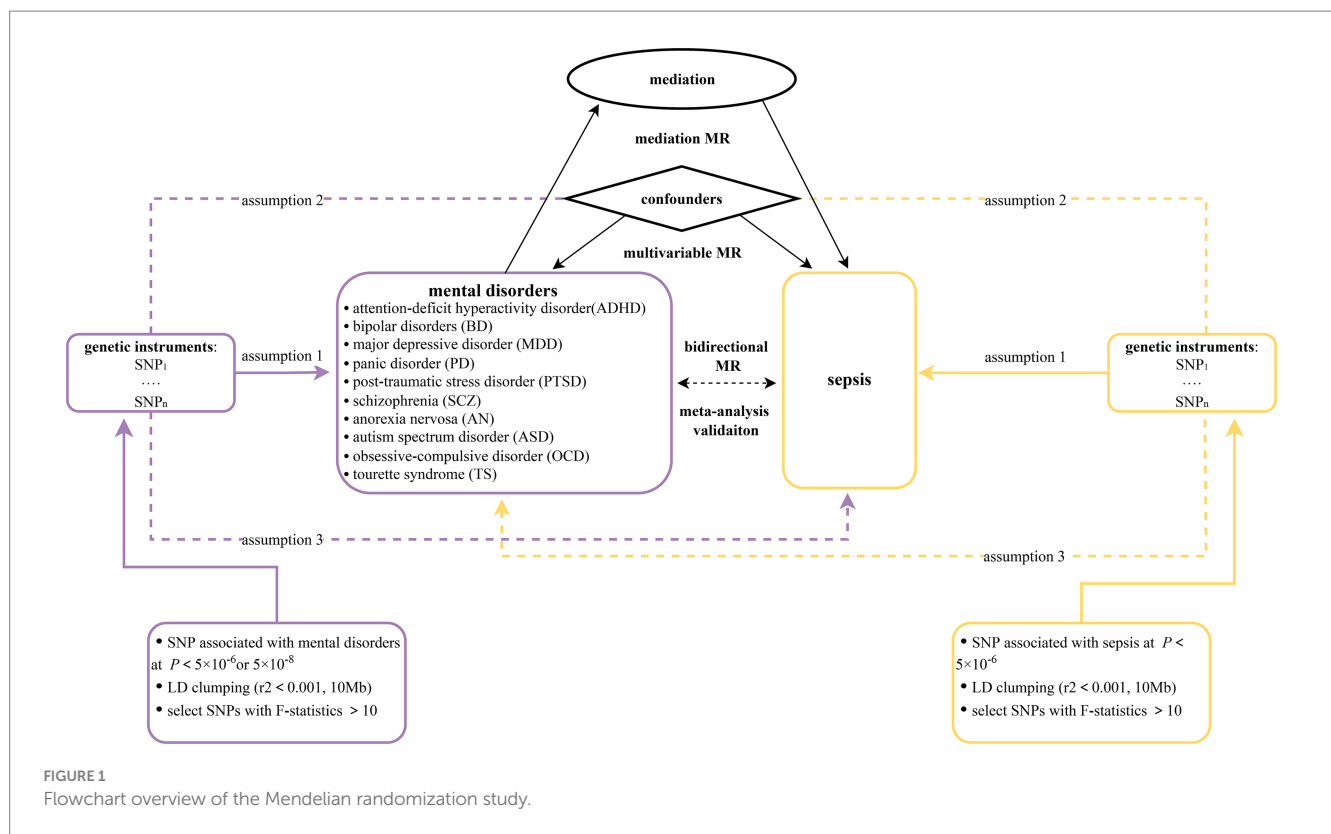 mediation
mediation MR
assumption 2
confounders
assumption 2
multivariable MR
mental disorders
• attention-deficit hyperactivity disorder(ADHD)
• bipolar disorders (BD)
• major depressive disorder (MDD)
• panic disorder (PD)
• post-traumatic stress disorder (PTSD)
• schizophrenia (SCZ)
• anorexia nervosa (AN)
• autism spectrum disorder (ASD)
• obsessive-compulsive disorder (OCD)
• tourette syndrome (TS)
genetic instruments:
SNP₁
....
SNPₙ
assumption 1
bidirectional
MR
meta-analysis
validaiton
sepsis
assumption 1
genetic instruments:
SNP₁
....
SNPₙ
assumption 3
assumption 3
• SNP associated with mental disorders
at P < 5×10⁻⁶or 5×10⁻⁸
• LD clumping (r2 < 0.001, 10Mb)
• select SNPs with F-statistics > 10
• SNP associated with sepsis at P <
5×10⁻⁶
• LD clumping (r2 < 0.001, 10Mb)
• select SNPs with F-statistics > 10
FIGURE 1
Flowchart overview of the Mendelian randomization study.